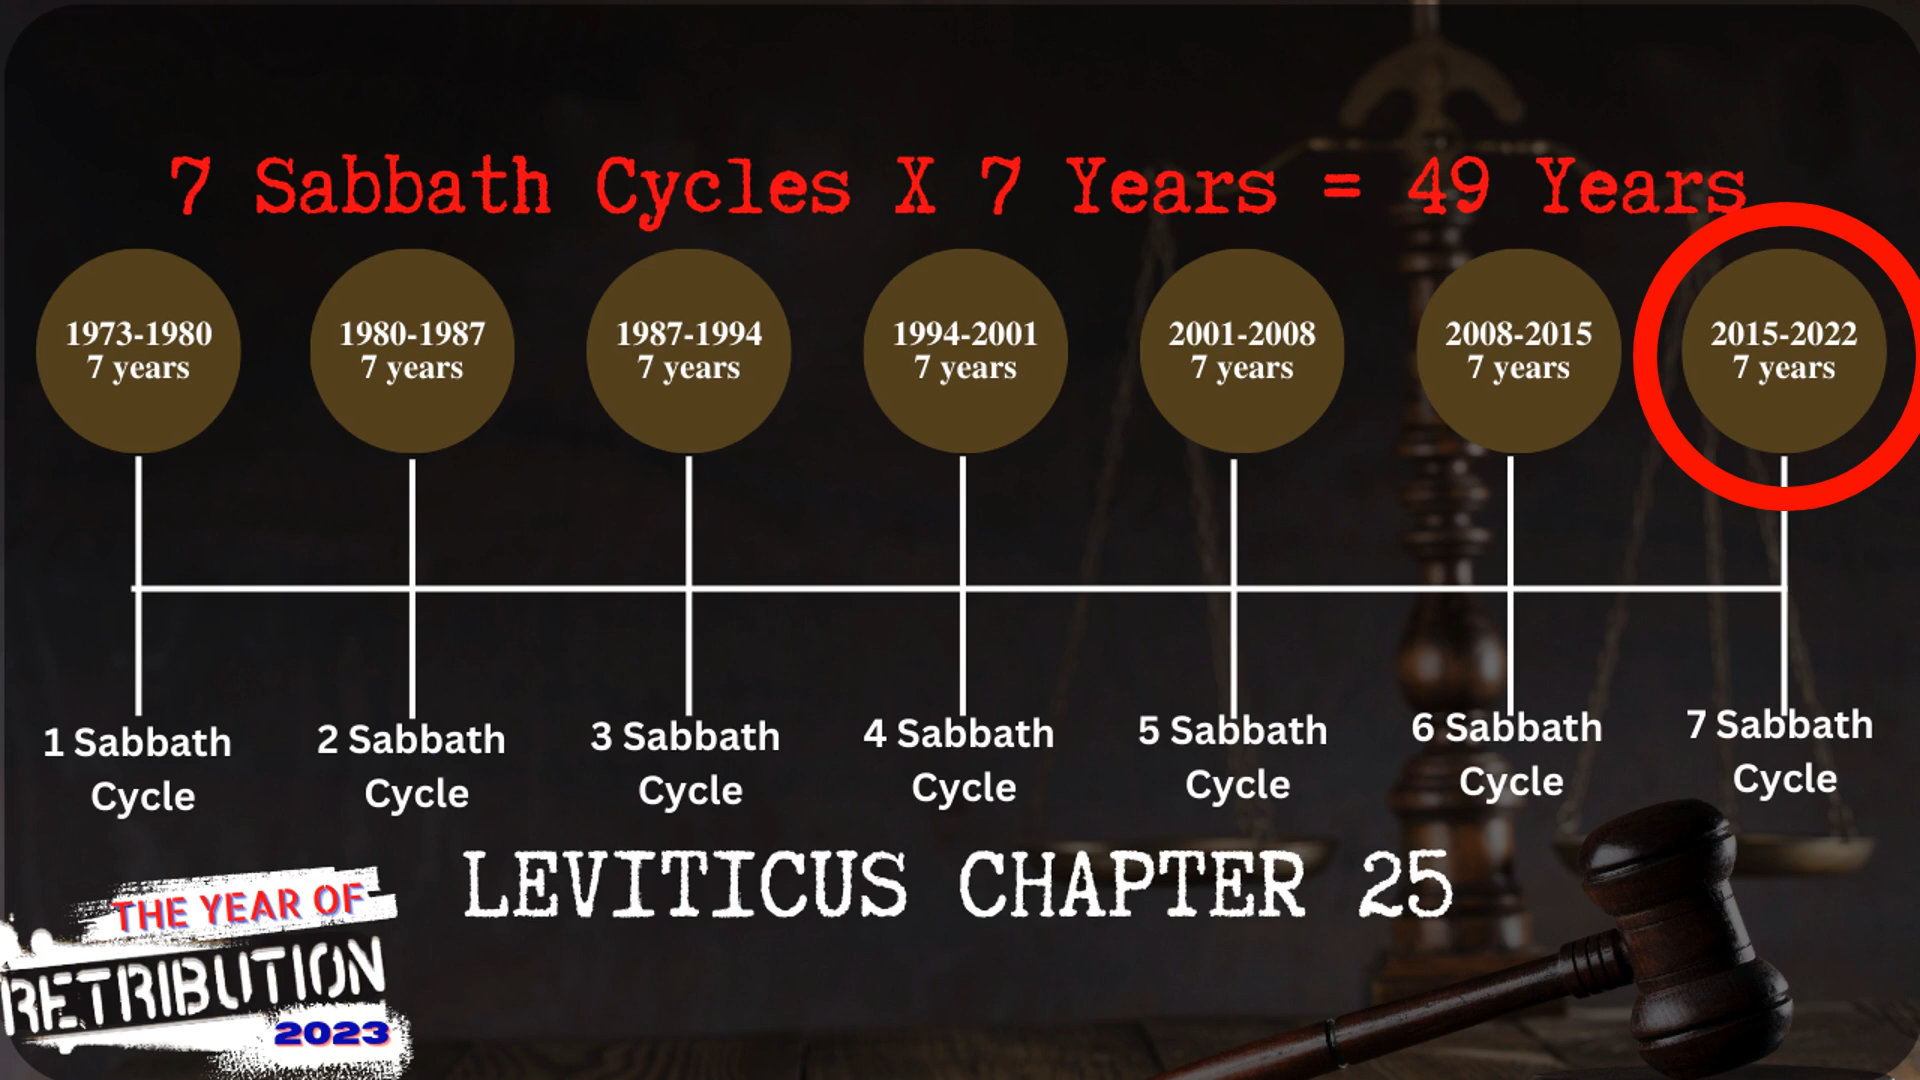 7 Sabbath Cycles X 7 Years = 49 Years
1973-1980
7 years
1980-1987
7 years
1987-1994
7 years
1994-2001
7 years
2001-2008
7 years
2008-2015
7 years
2015-2022
7 years
1 Sabbath
Cycle
2 Sabbath
Cycle
3 Sabbath
Cycle
4 Sabbath
Cycle
5 Sabbath
Cycle
6 Sabbath
Cycle
7 Sabbath
Cycle
LEVITICUS CHAPTER 25
THE YEAR OF
RETRIBUTION
2023